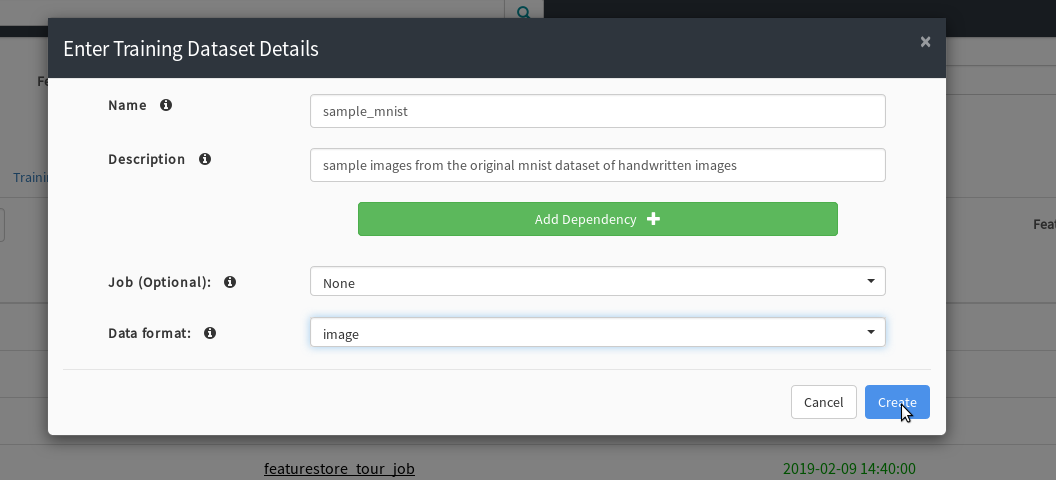 Enter Training Dataset Details ×
Fe
Name
sample_mnist
Description
sample images from the original mnist dataset of handwritten images
Trainin
Add Dependency
Feat
Job (Optional):
None
Data format:
image
Cancel
Create
featurestore_tour_job
2019-02-09 14:40:00